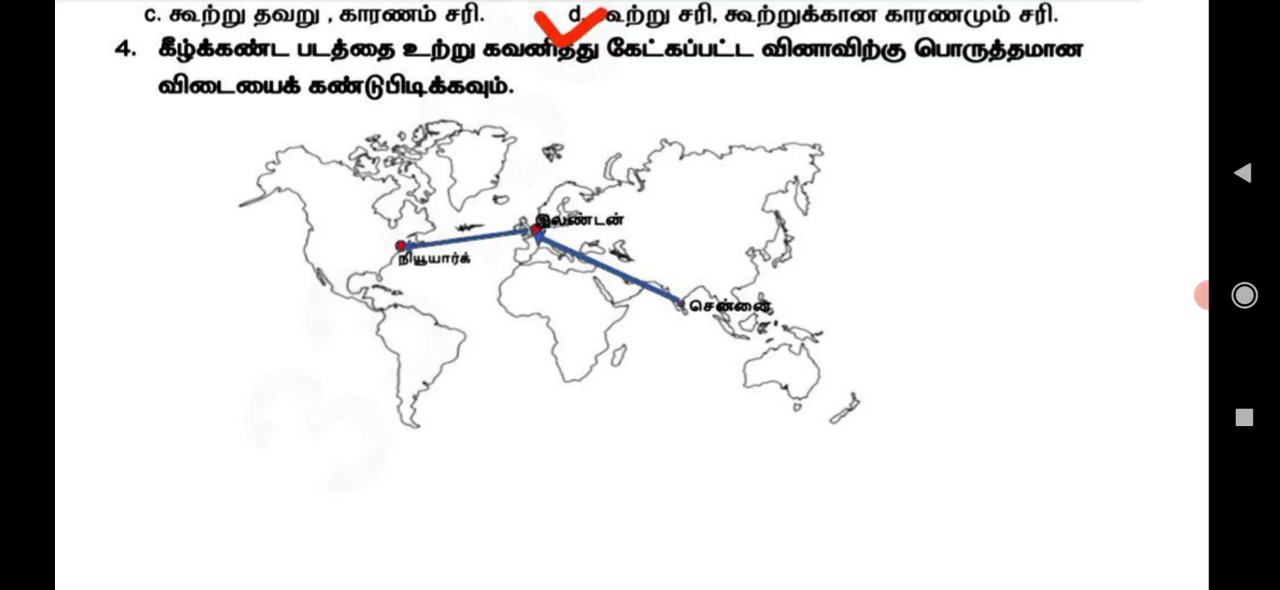 c. கூற்று தவறு , காரணம் சரி. d. கூற்று சரி, கூற்றுக்கான காரணமும் சரி.
4. கீழ்க்கண்ட படத்தை உற்று கவனித்து கேட்கப்பட்ட வினாவிற்கு பொருத்தமான
விடையைக் கண்டுபிடிக்கவும்.
இலண்டன்
நியூயார்க்
சென்னை